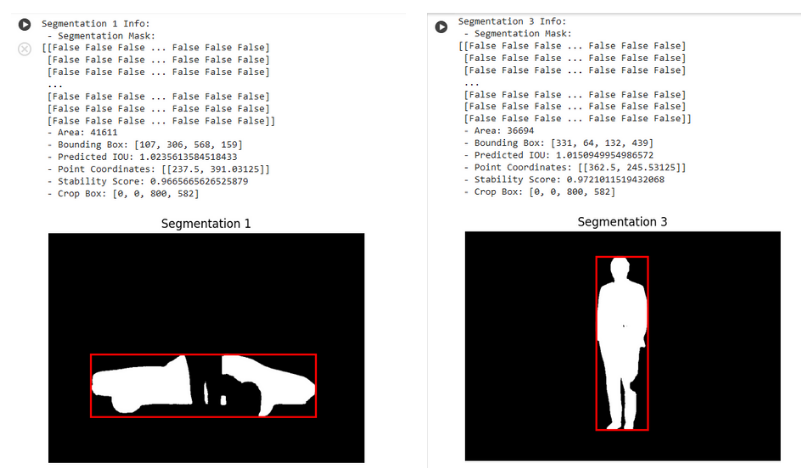 Segmentation 1 Info:
- Segmentation Mask:
[[False False False ... False False False]
[False False False ... False False False]
[False False False ... False False False]
...
[False False False ... False False False]
[False False False ... False False False]
[False False False ... False False False]]
- Area: 41611
- Bounding Box: [107, 306, 568, 159]
- Predicted IOU: 1.0235613584518433
- Point Coordinates: [[237.5, 391.03125]]
- Stability Score: 0.9665665626525879
- Crop Box: [0, 0, 800, 582]
Segmentation 1
Segmentation 3 Info:
- Segmentation Mask:
[[False False False ... False False False]
[False False False ... False False False]
[False False False ... False False False]
...
[False False False ... False False False]
[False False False ... False False False]
[False False False ... False False False]]
- Area: 36694
- Bounding Box: [331, 64, 132, 439]
- Predicted IOU: 1.0150949954986572
- Point Coordinates: [[362.5, 245.53125]]
- Stability Score: 0.9721011519432068
- Crop Box: [0, 0, 800, 582]
Segmentation 3